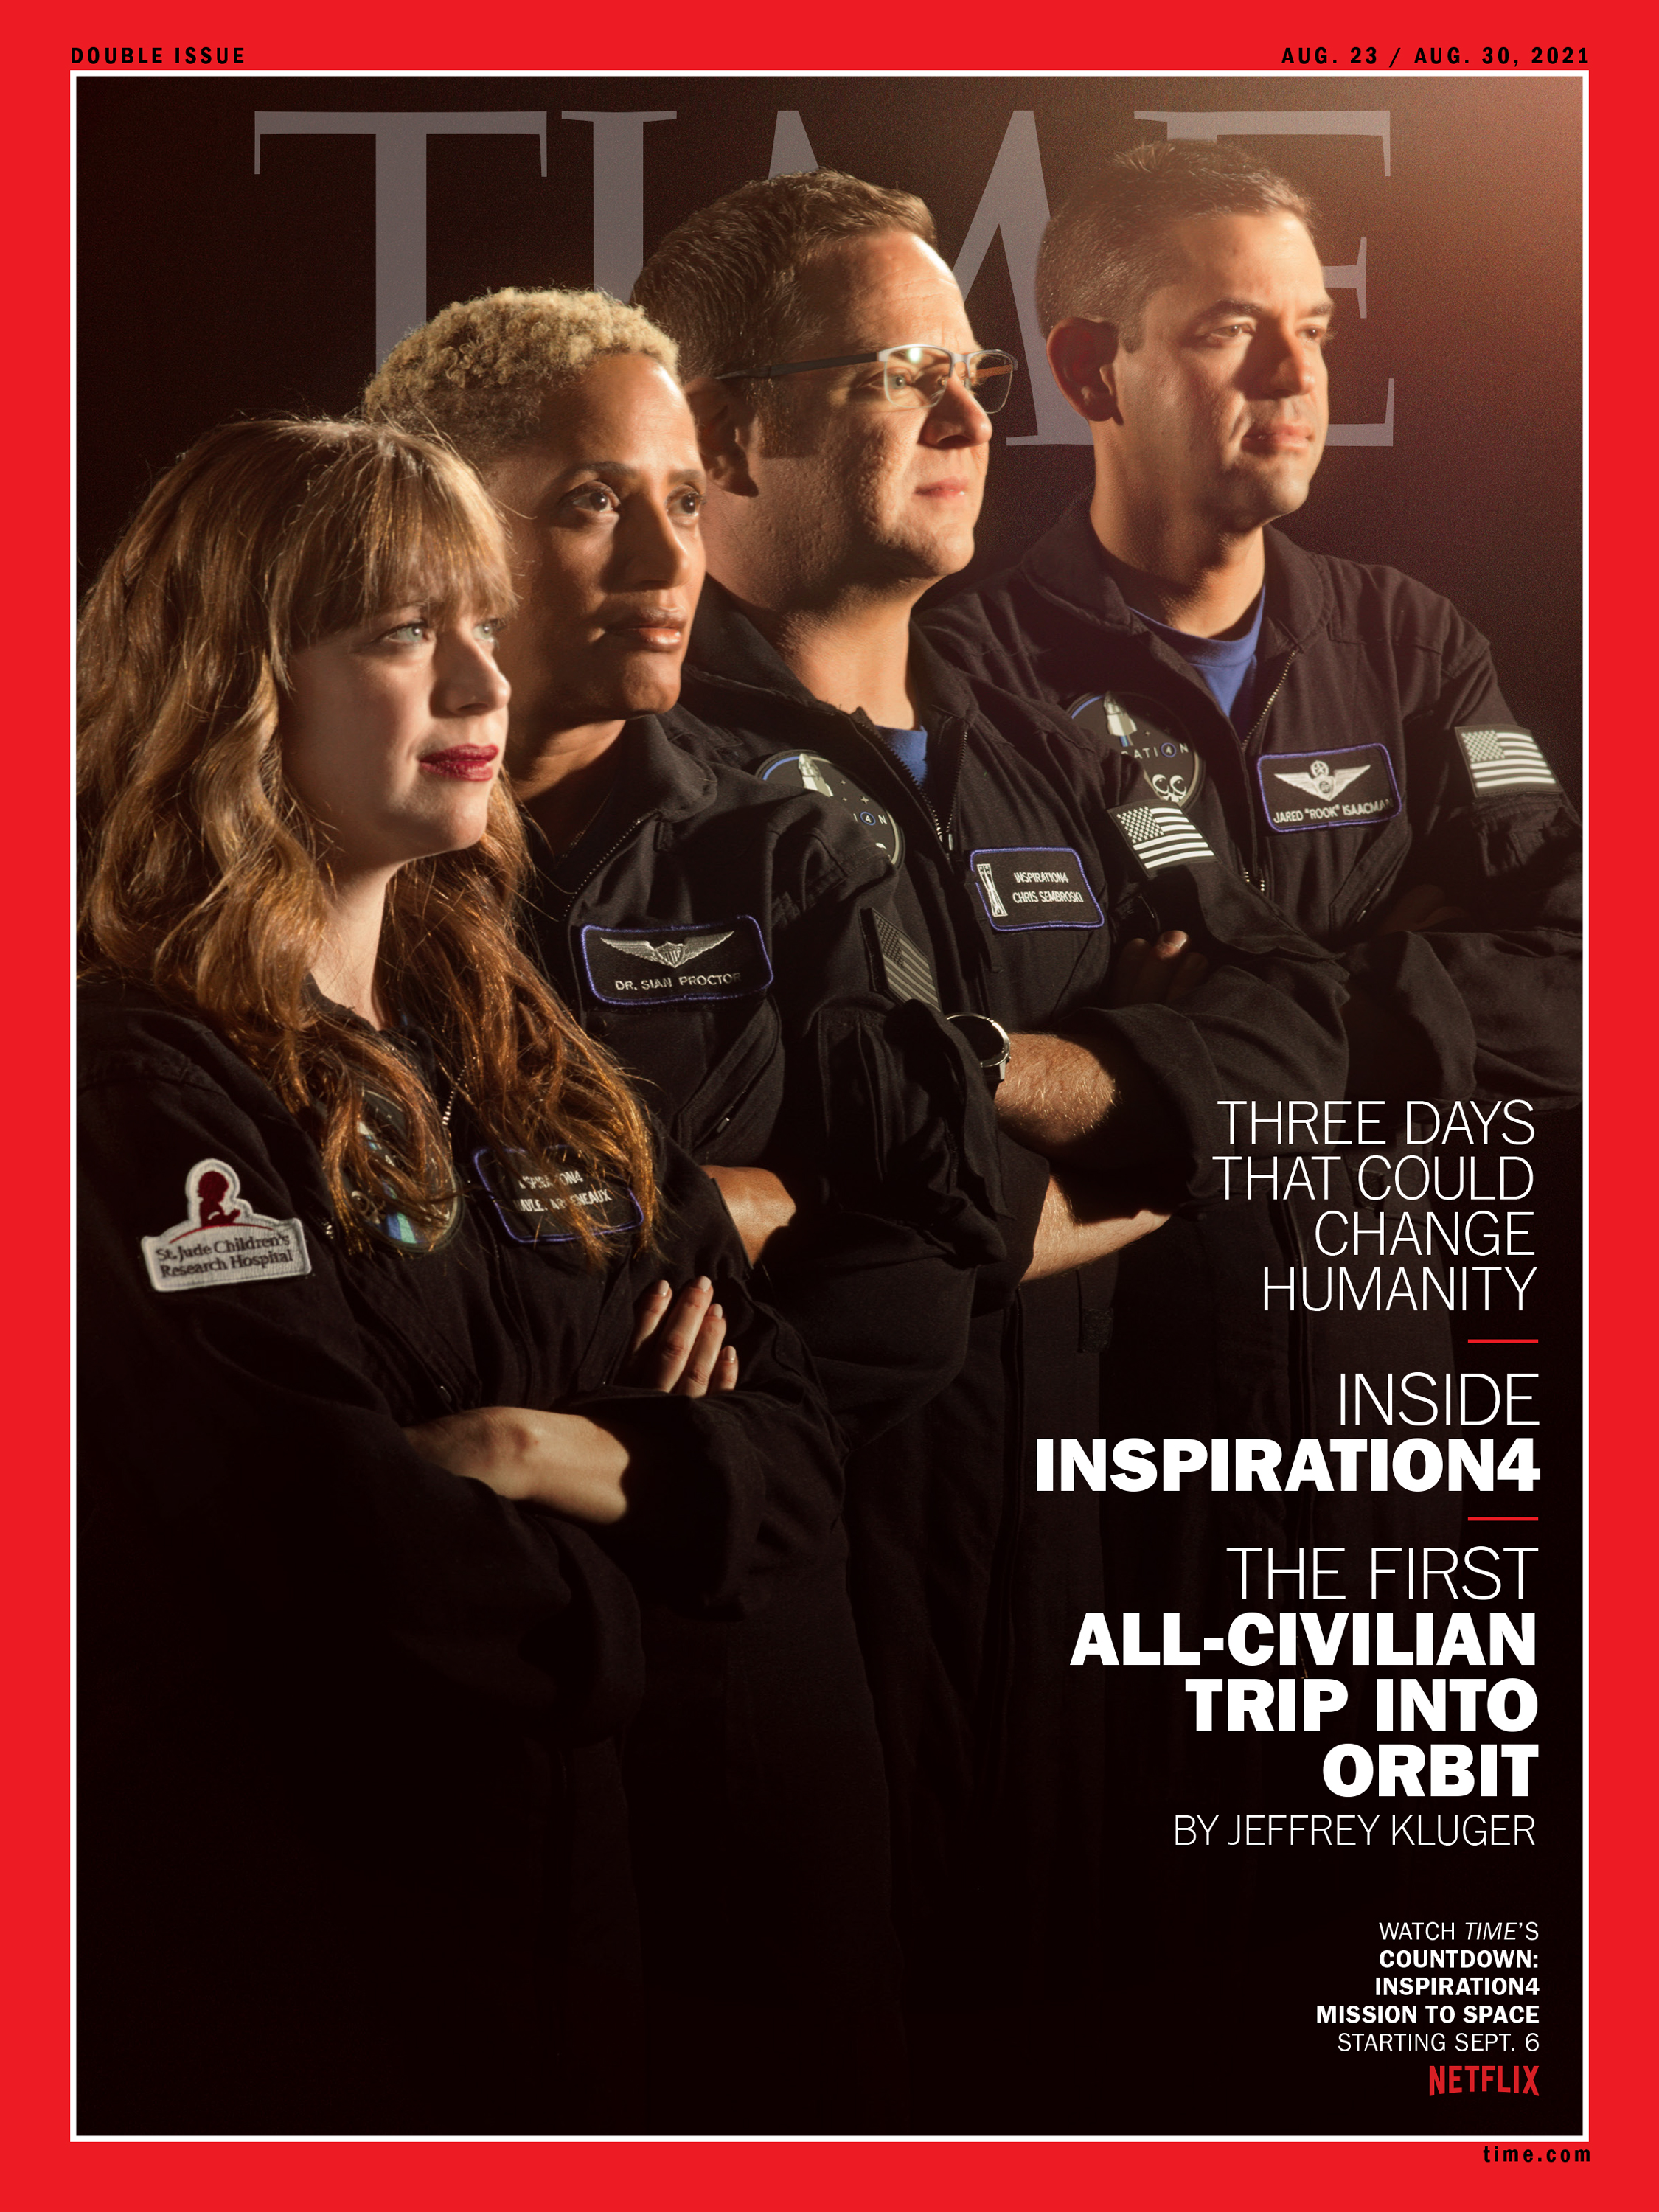 DOUBLE ISSUE
AUG. 23 / AUG. 30, 2021
TIME
ATI4N
JARED "ROOK" ISAACMAN
4 N
INSPIRATION4
CHRIS SEMBROSKI
DR. SIAN PROCTOR
St. Jude Children's
Research Hospital
THREE DAYS
THAT COULD
CHANGE
HUMANITY
INSIDE
INSPIRATION4
THE FIRST
ALL-CIVILIAN
TRIP INTO
ORBIT
BY JEFFREY KLUGER
WATCH TIME'S
COUNTDOWN:
INSPIRATION4
MISSION TO SPACE
STARTING SEPT. 6
NETFLIX
time.com